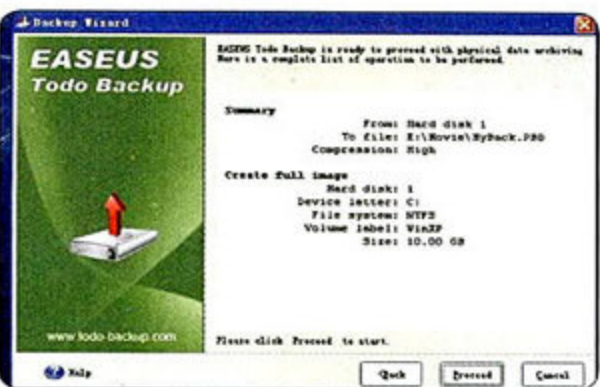 Backup Wizard
EASEUS
Todo Backup
EASEUS Todo Backup is ready to proceed with physical data archiving
Here is a complete list of operation to be performed.
Summary
From: Hard disk 1
To file: E:\Movie\MyBack.PBD
Compression: High
Create full image
Hard disk: 1
Device letter: C:
File system: NTFS
Volume label: WinXP
Size: 10.00 GB
www.todo-backup.com
Please click Proceed to start.
Help
Back
Proceed
Cancel